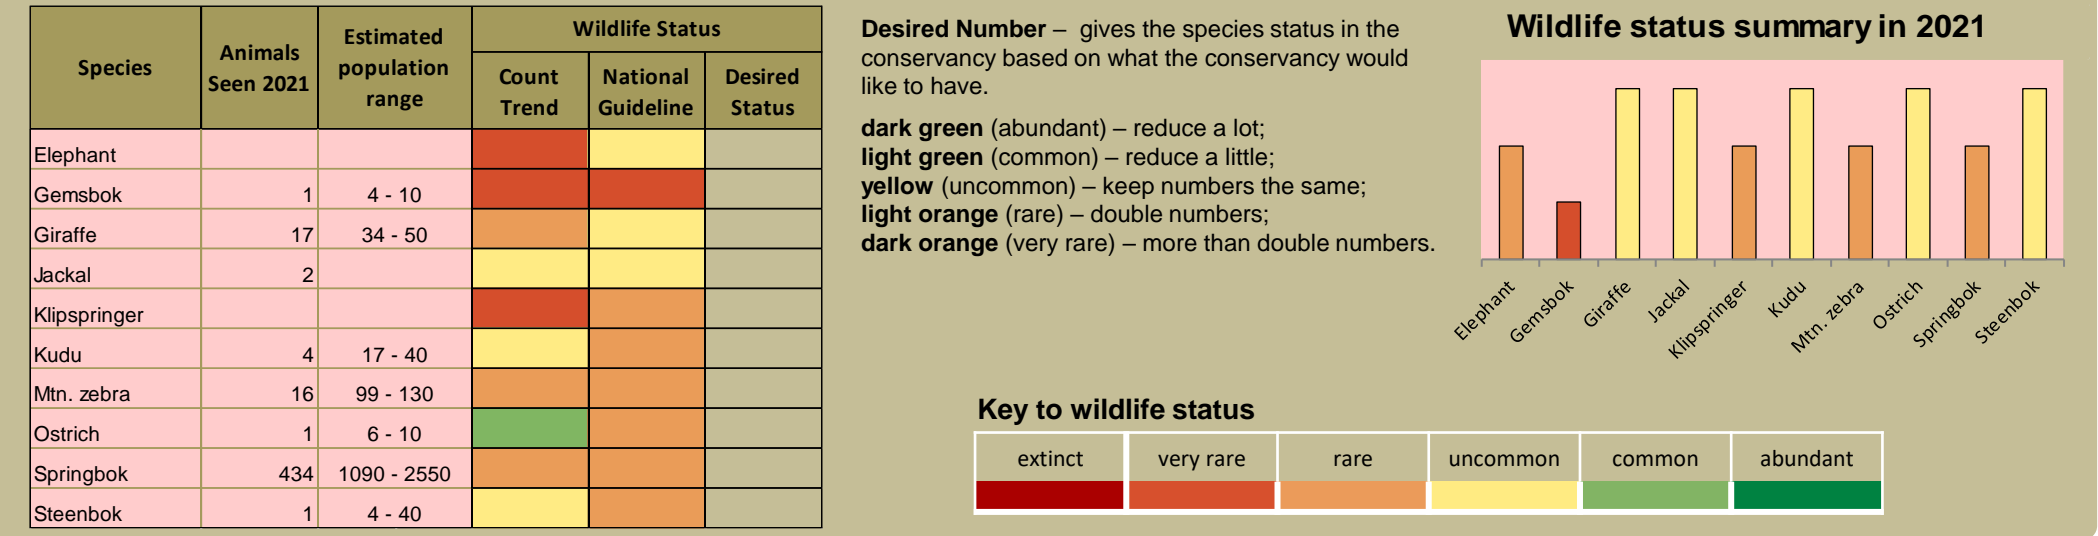 Species
Animals
Seen 2021
Estimated
population
range
Wildlife Status
Count
Trend
National
Guideline
Desired
Status
Elephant
Gemsbok 1 4 - 10
Giraffe 17 34 - 50
Jackal 2
Klipspringer
Kudu 4 17 - 40
Mtn. zebra 16 99 - 130
Ostrich 1 6 - 10
Springbok 434 1090 - 2550
Steenbok 1 4 - 40
Desired Number – gives the species status in the
conservancy based on what the conservancy would
like to have.
dark green (abundant) – reduce a lot;
light green (common) – reduce a little;
yellow (uncommon) – keep numbers the same;
light orange (rare) – double numbers;
dark orange (very rare) – more than double numbers.
Wildlife status summary in 2021
Elephant
Gemsbok
Giraffe
Jackal
Klipspringer
Kudu
Mtn. zebra
Ostrich
Springbok
Steenbok
Key to wildlife status
extinct very rare rare uncommon common abundant